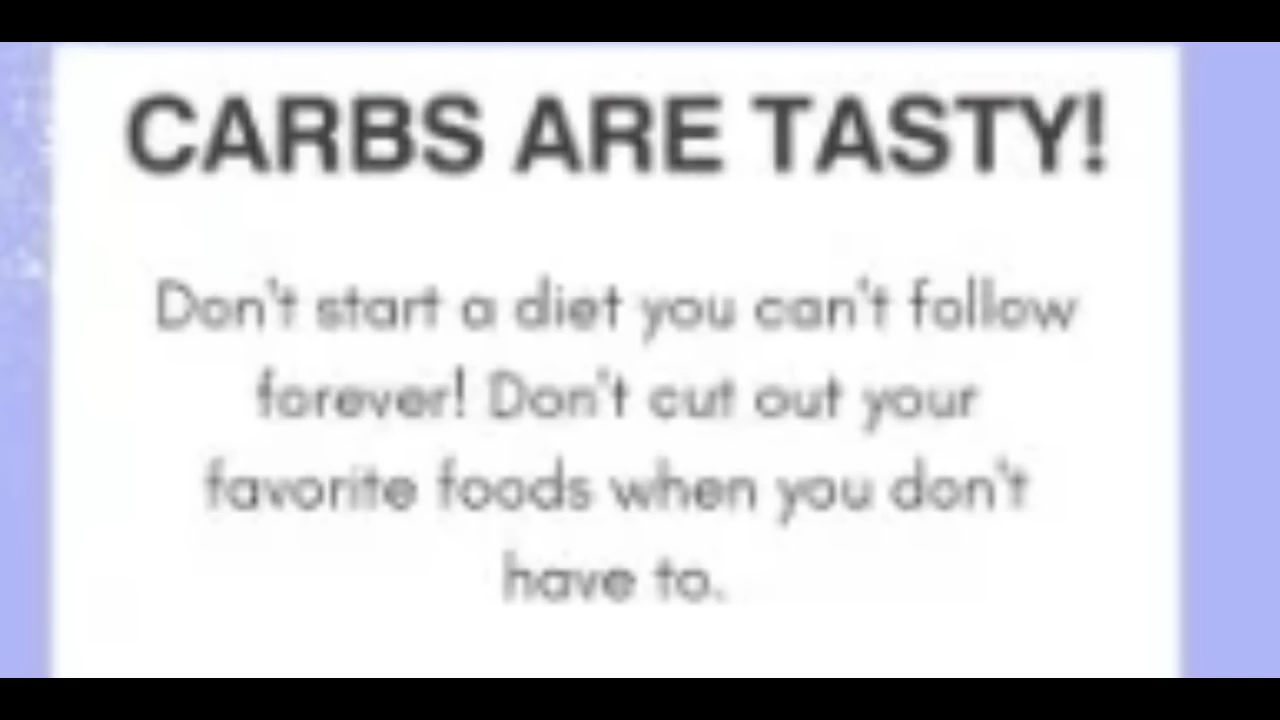 CARBS ARE TASTY!
Don't start a diet you can't follow
forever! Don't cut out your
favorite foods when you don't
have to.